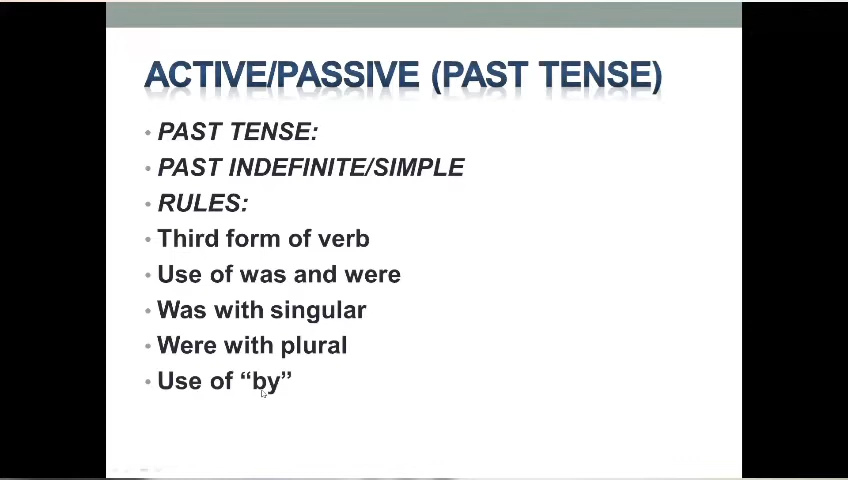 ACTIVE/PASSIVE (PAST TENSE)
• PAST TENSE:
• PAST INDEFINITE/SIMPLE
• RULES:
• Third form of verb
• Use of was and were
• Was with singular
• Were with plural
• Use of “by”